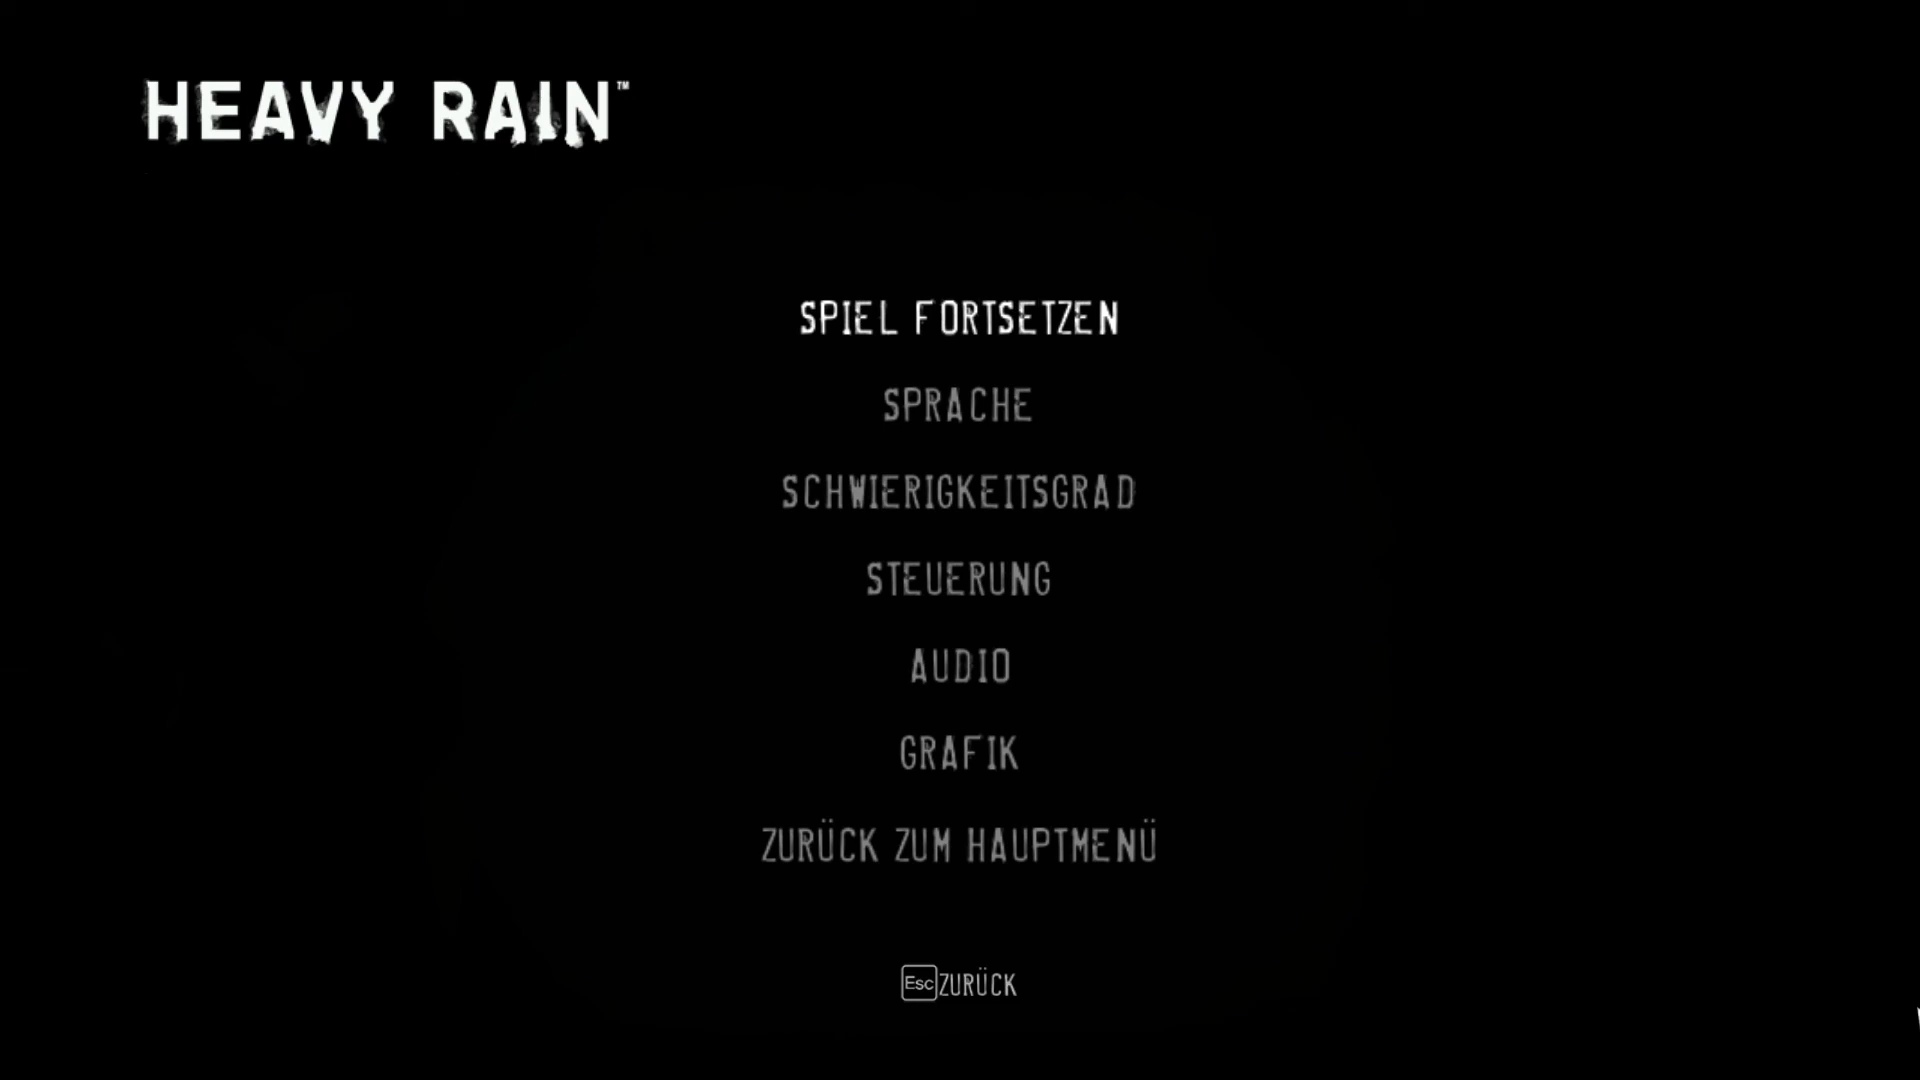 HEAVY RAIN™
SPIEL FORTSETZEN
SPRACHE
SCHWIERIGKEITSGRAD
STEUERUNG
AUDIO
GRAFIK
ZURÜCK ZUM HAUPTMENÜ
Esc ZURÜCK